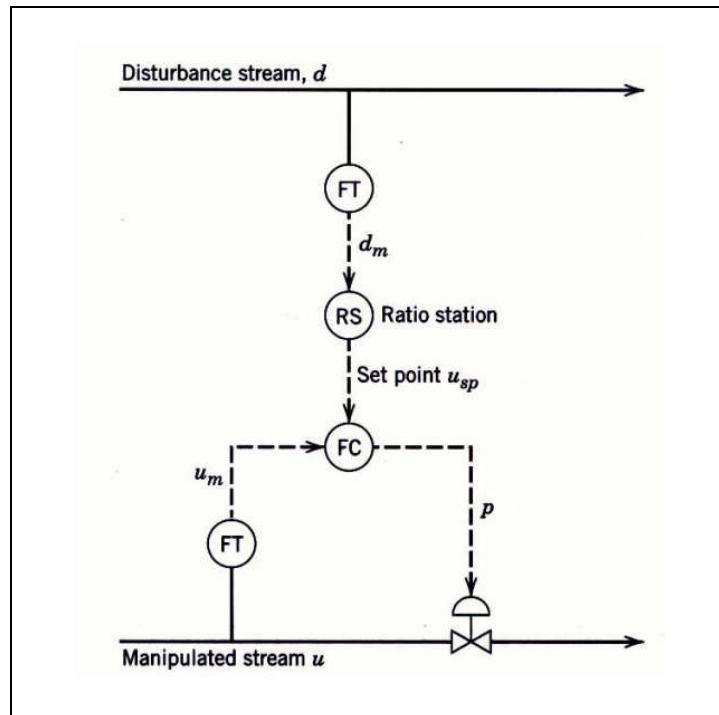 Disturbance stream, d
FT
d_m
RS Ratio station
Set point u_sp
FC
u_m
p
FT
Manipulated stream u